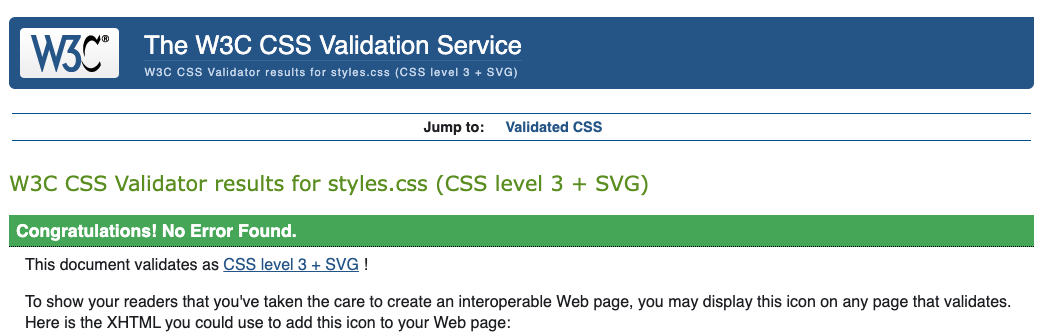 W3C®
The W3C CSS Validation Service
W3C CSS Validator results for styles.css (CSS level 3 + SVG)
Jump to: Validated CSS
W3C CSS Validator results for styles.css (CSS level 3 + SVG)
Congratulations! No Error Found.
This document validates as CSS level 3 + SVG !
To show your readers that you've taken the care to create an interoperable Web page, you may display this icon on any page that validates.
Here is the XHTML you could use to add this icon to your Web page: